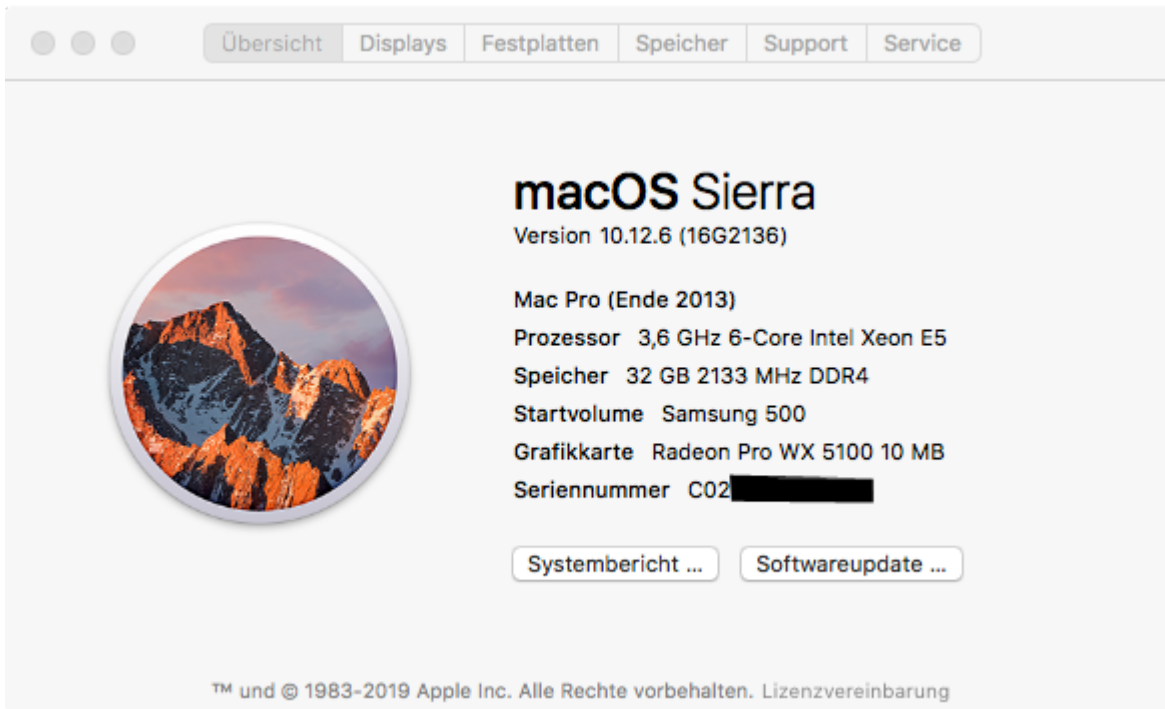 Übersicht Displays Festplatten Speicher Support Service
macOS Sierra
Version 10.12.6 (16G2136)
Mac Pro (Ende 2013)
Prozessor 3,6 GHz 6-Core Intel Xeon E5
Speicher 32 GB 2133 MHz DDR4
Startvolume Samsung 500
Grafikkarte Radeon Pro WX 5100 10 MB
Seriennummer C02
Systembericht ... Softwareupdate ...
™ und © 1983-2019 Apple Inc. Alle Rechte vorbehalten. Lizenzvereinbarung